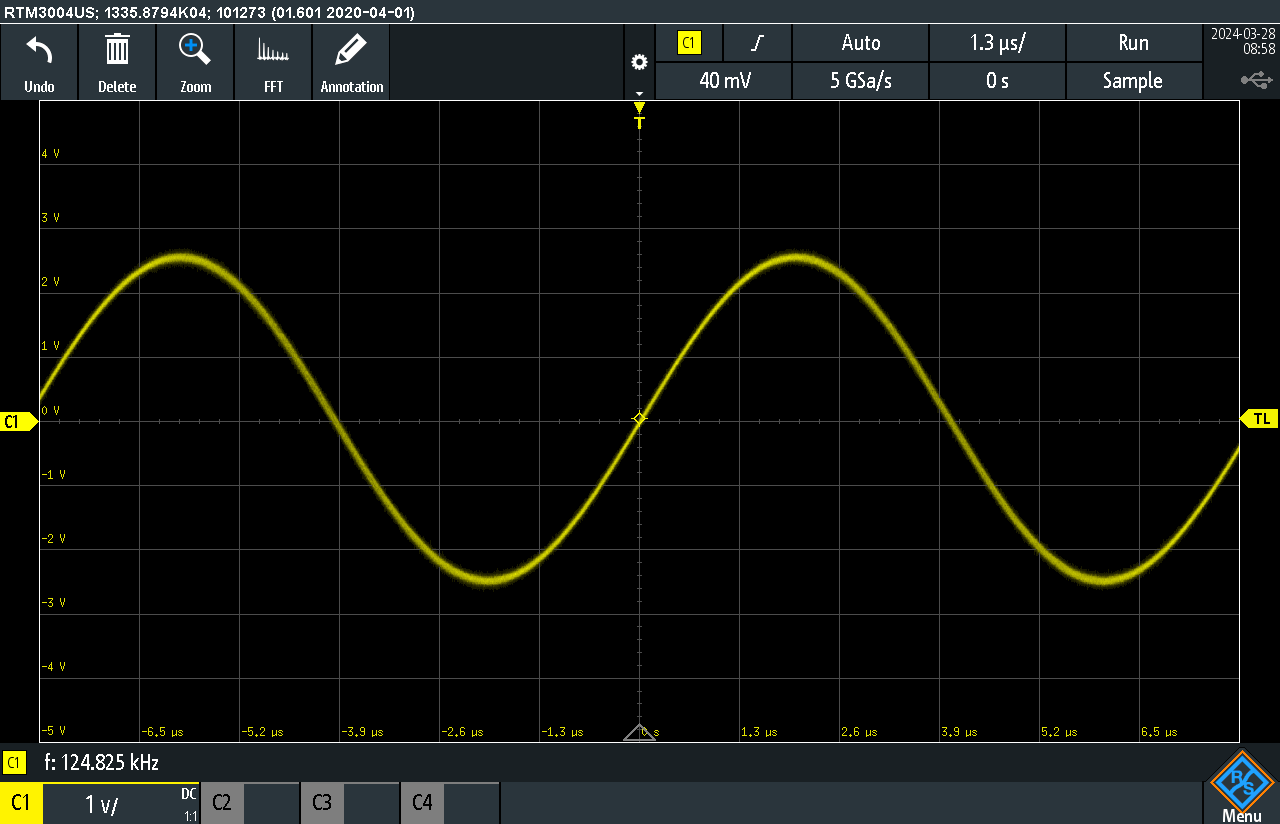 RTM3004US; 1335.8794K04; 101273 (01.601 2020-04-01)
Undo Delete Zoom FFT Annotation
C1 Auto 1.3 µs/ Run
40 mV 5 GSa/s 0 s Sample
2024-03-28
08:58
T
4 V
3 V
2 V
1 V
0 V
C1
TL
-1 V
-2 V
-3 V
-4 V
-5 V
-6.5 µs -5.2 µs -3.9 µs -2.6 µs -1.3 µs 0 s 1.3 µs 2.6 µs 3.9 µs 5.2 µs 6.5 µs
C1 f: 124.825 kHz
C1 1 V/ DC 1:1 C2 C3 C4
R S
Menu